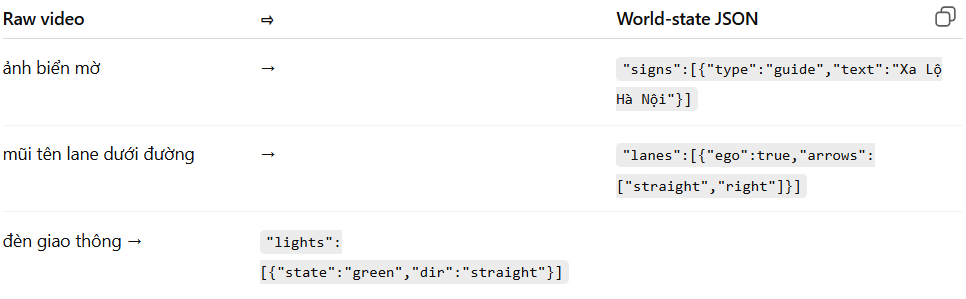 Raw video ⇨ World-state JSON
ảnh biển mờ → "signs":[{"type":"guide","text":"Xa Lộ
Hà Nội"}]
mũi tên lane dưới đường → "lanes":[{"ego":true,"arrows":
["straight","right"]}]
đèn giao thông → "lights":
[{"state":"green","dir":"straight"}]